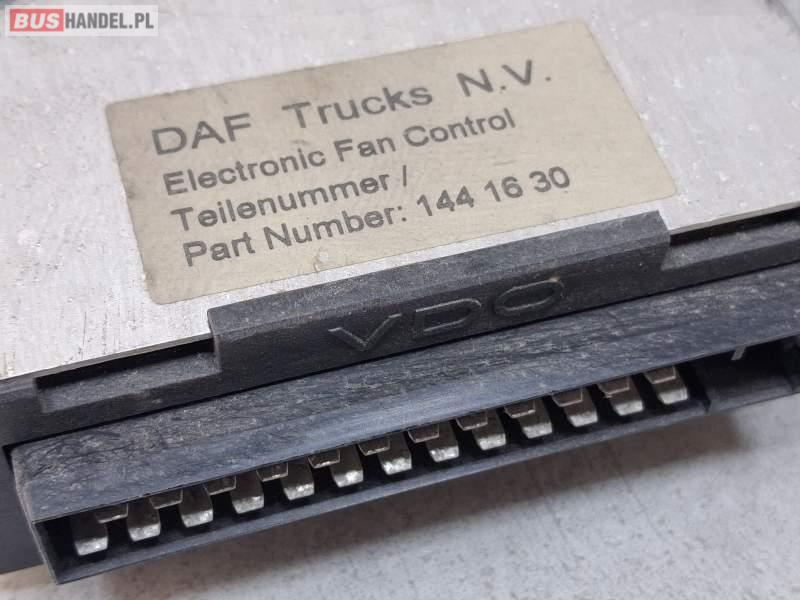 BUSHANDEL.PL
DAF Trucks N.V.
Electronic Fan Control
Teilenummer /
Part Number: 144 16 30
VDO